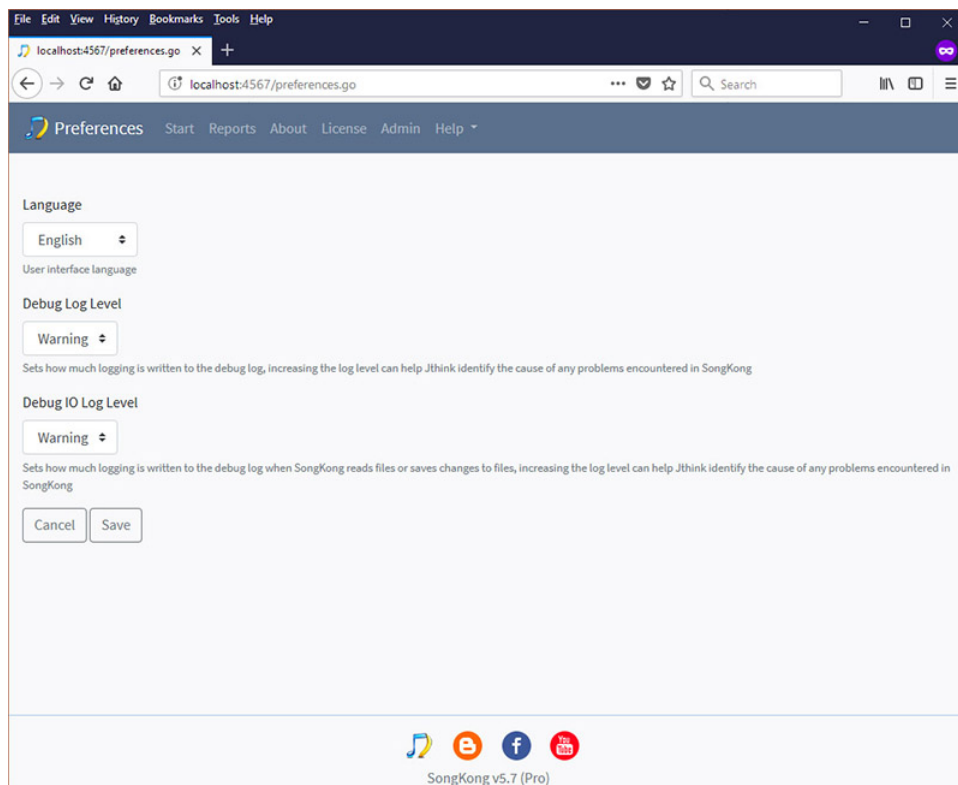 File Edit View History Bookmarks Tools Help
localhost:4567/preferences.go
localhost:4567/preferences.go
Search
Preferences Start Reports About License Admin Help
Language
English
User interface language
Debug Log Level
Warning
Sets how much logging is written to the debug log, increasing the log level can help Jthink identify the cause of any problems encountered in SongKong
Debug IO Log Level
Warning
Sets how much logging is written to the debug log when SongKong reads files or saves changes to files, increasing the log level can help Jthink identify the cause of any problems encountered in
SongKong
Cancel Save
You
Tube
SongKong v5.7 (Pro)